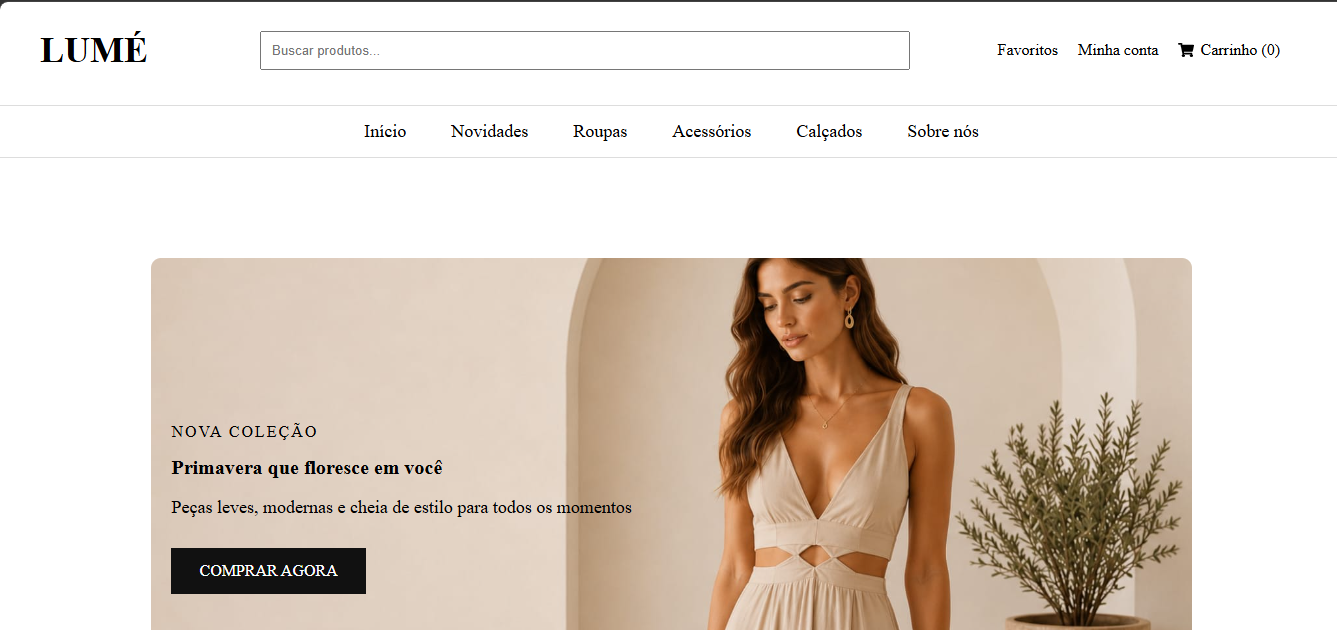 LUMÉ
Buscar produtos...
Favoritos Minha conta Carrinho (0)
Início Novidades Roupas Acessórios Calçados Sobre nós
NOVA COLEÇÃO
Primavera que floresce em você
Peças leves, modernas e cheia de estilo para todos os momentos
COMPRAR AGORA